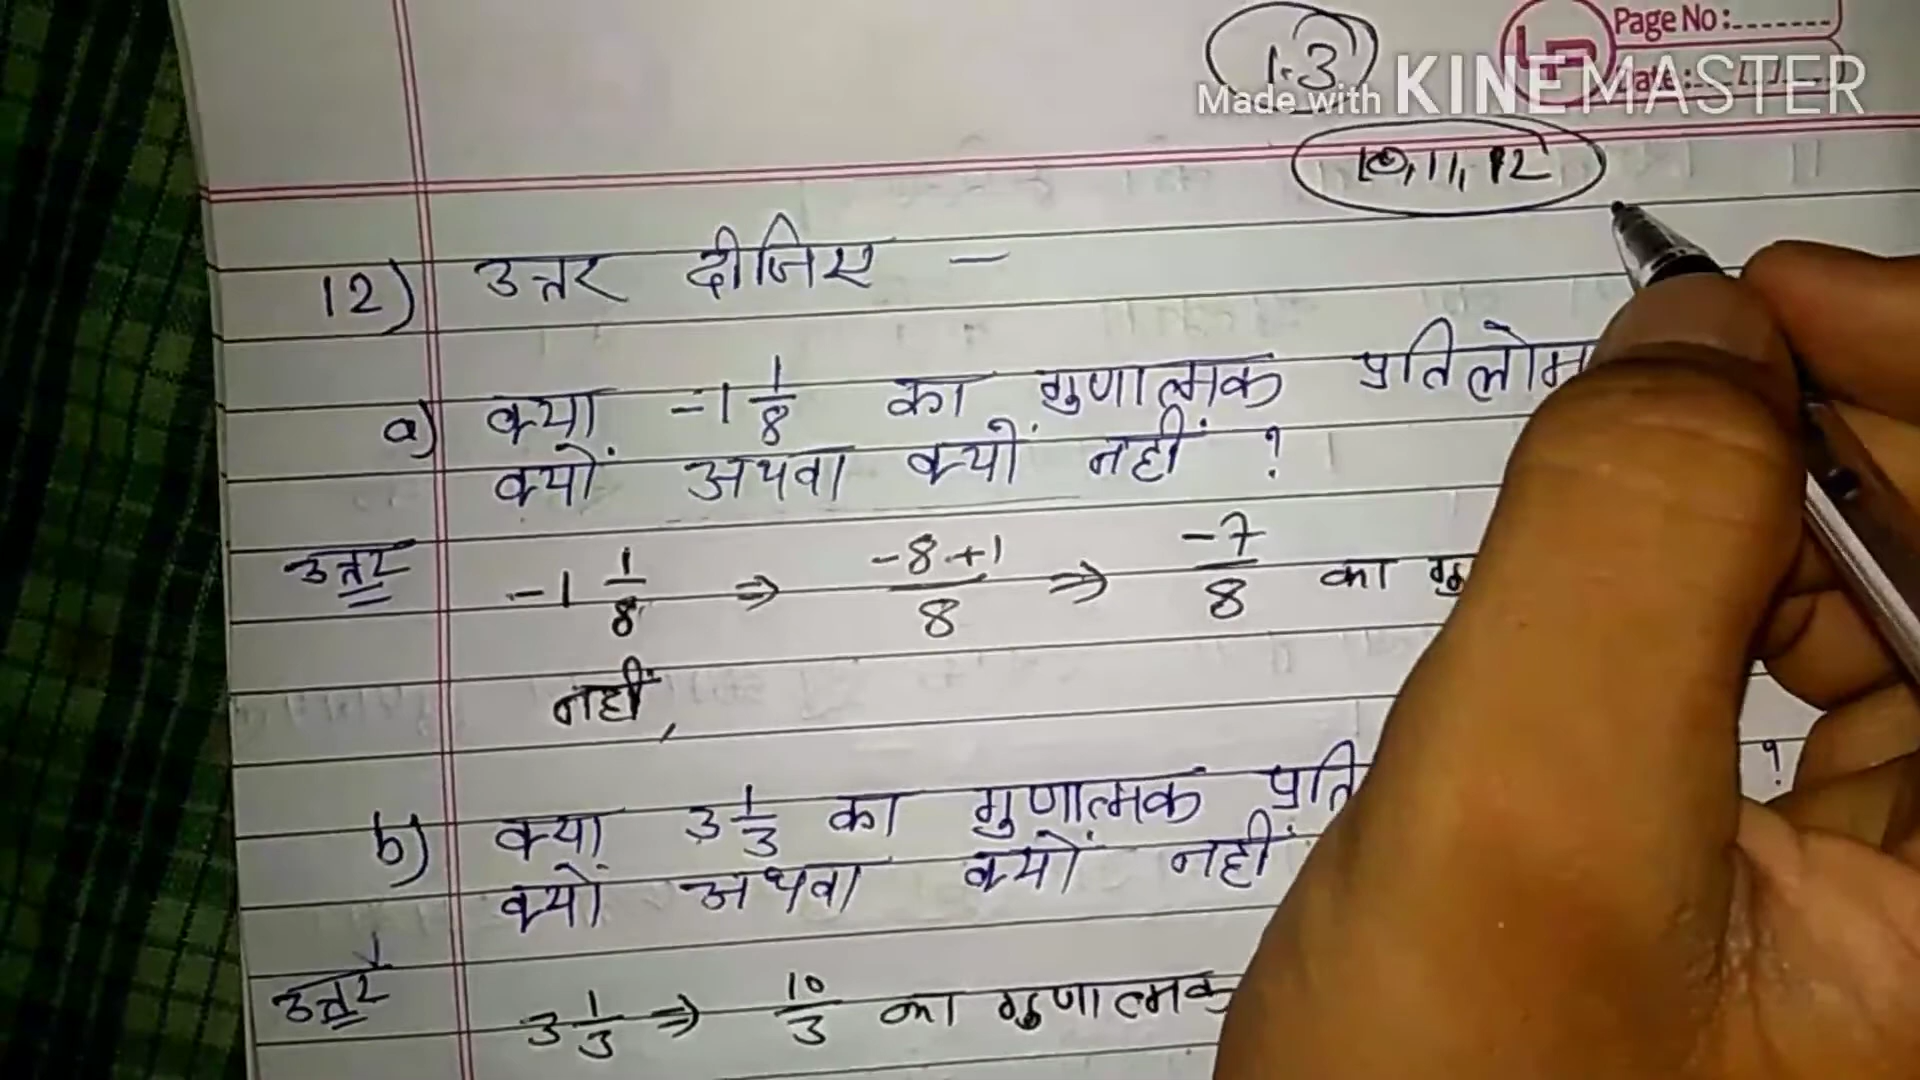 1.3
Page No:
Date:
Made with KINEMASTER
10, 11, 12
12) उत्तर दीजिए –
a) क्या -1 1/8 का गुणात्मक प्रतिलोम
क्यों अथवा क्यों नहीं ?
उत्तर -1 1/8 ⇒ -8+1/8 ⇒ -7/8 का
नहीं,
b) क्या 3 1/3 का गुणात्मक ?
क्यों अथवा क्यों नहीं
उत्तर 3 1/3 ⇒ 10/3 का गुणात्मक